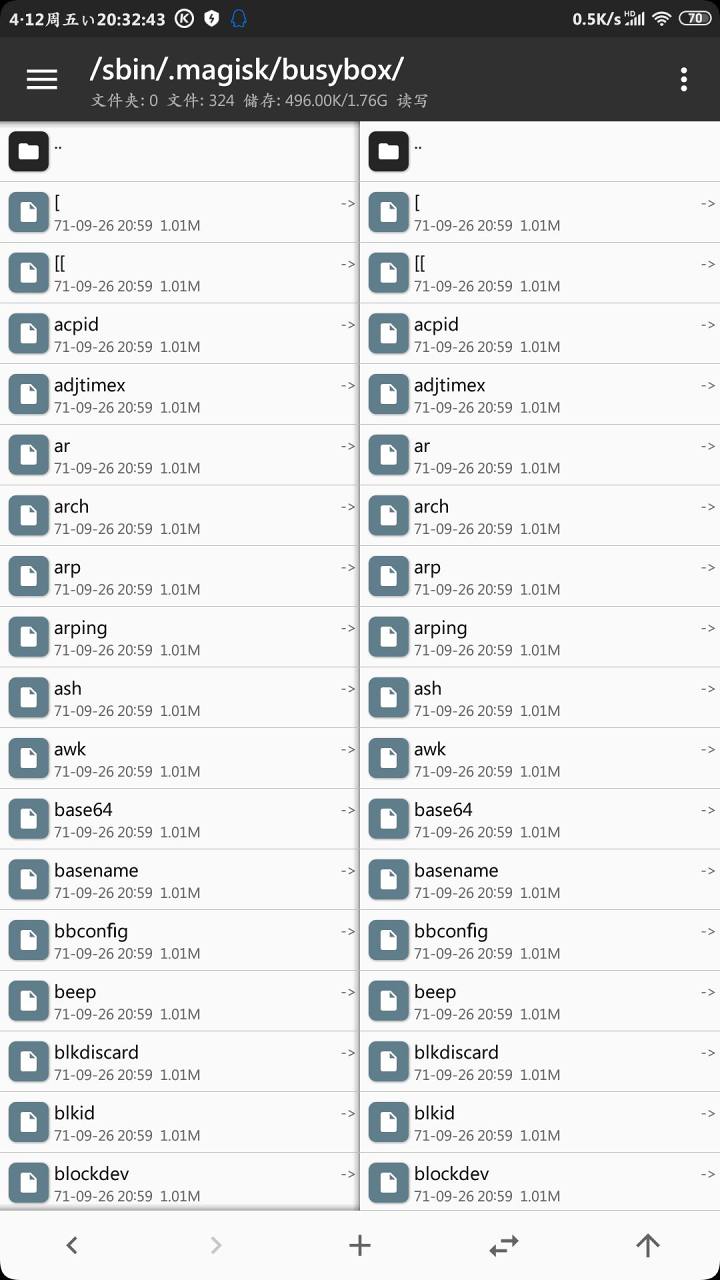 4·12周五い20:32:43 K 0.5K/s HD 70
/sbin/.magisk/busybox/
文件夹: 0 文件: 324 储存: 496.00K/1.76G 读写
.. ..
[ -> [ ->
71-09-26 20:59 1.01M 71-09-26 20:59 1.01M
[[ -> [[ ->
71-09-26 20:59 1.01M 71-09-26 20:59 1.01M
acpid -> acpid ->
71-09-26 20:59 1.01M 71-09-26 20:59 1.01M
adjtimex -> adjtimex ->
71-09-26 20:59 1.01M 71-09-26 20:59 1.01M
ar -> ar ->
71-09-26 20:59 1.01M 71-09-26 20:59 1.01M
arch -> arch ->
71-09-26 20:59 1.01M 71-09-26 20:59 1.01M
arp -> arp ->
71-09-26 20:59 1.01M 71-09-26 20:59 1.01M
arping -> arping ->
71-09-26 20:59 1.01M 71-09-26 20:59 1.01M
ash -> ash ->
71-09-26 20:59 1.01M 71-09-26 20:59 1.01M
awk -> awk ->
71-09-26 20:59 1.01M 71-09-26 20:59 1.01M
base64 -> base64 ->
71-09-26 20:59 1.01M 71-09-26 20:59 1.01M
basename -> basename ->
71-09-26 20:59 1.01M 71-09-26 20:59 1.01M
bbconfig -> bbconfig ->
71-09-26 20:59 1.01M 71-09-26 20:59 1.01M
beep -> beep ->
71-09-26 20:59 1.01M 71-09-26 20:59 1.01M
blkdiscard -> blkdiscard ->
71-09-26 20:59 1.01M 71-09-26 20:59 1.01M
blkid -> blkid ->
71-09-26 20:59 1.01M 71-09-26 20:59 1.01M
blockdev -> blockdev ->
71-09-26 20:59 1.01M 71-09-26 20:59 1.01M